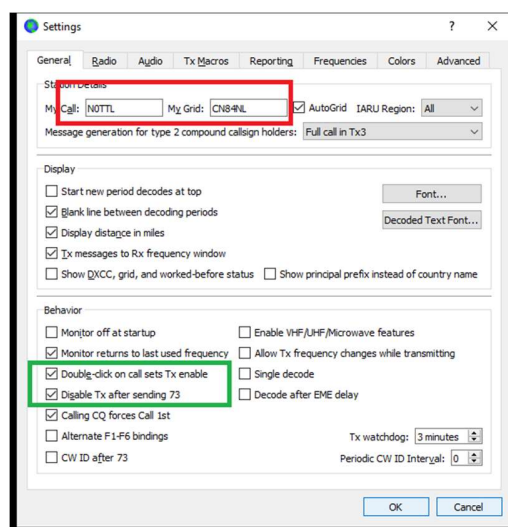 Settings ? ×
General Radio Audio Tx Macros Reporting Frequencies Colors Advanced
Station Details
My Call: N0TTL My Grid: CN84NL AutoGrid IARU Region: All
Message generation for type 2 compound callsign holders: Full call in Tx3
Display
Start new period decodes at top
Font...
Blank line between decoding periods
Decoded Text Font...
Display distance in miles
Tx messages to Rx frequency window
Show DXCC, grid, and worked-before status Show principal prefix instead of country name
Behavior
Monitor off at startup Enable VHF/UHF/Microwave features
Monitor returns to last used frequency Allow Tx frequency changes while transmitting
Double-click on call sets Tx enable Single decode
Disable Tx after sending 73 Decode after EME delay
Calling CQ forces Call 1st
Alternate F1-F6 bindings Tx watchdog: 3 minutes
CW ID after 73 Periodic CW ID Interval: 0
OK Cancel